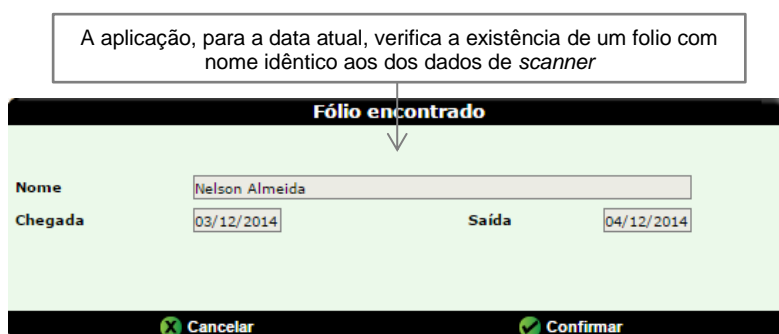 A aplicação, para a data atual, verifica a existência de um folio com
nome idêntico aos dos dados de scanner
Fólio encontrado
Nome Nelson Almeida
Chegada 03/12/2014 Saída 04/12/2014
Cancelar Confirmar